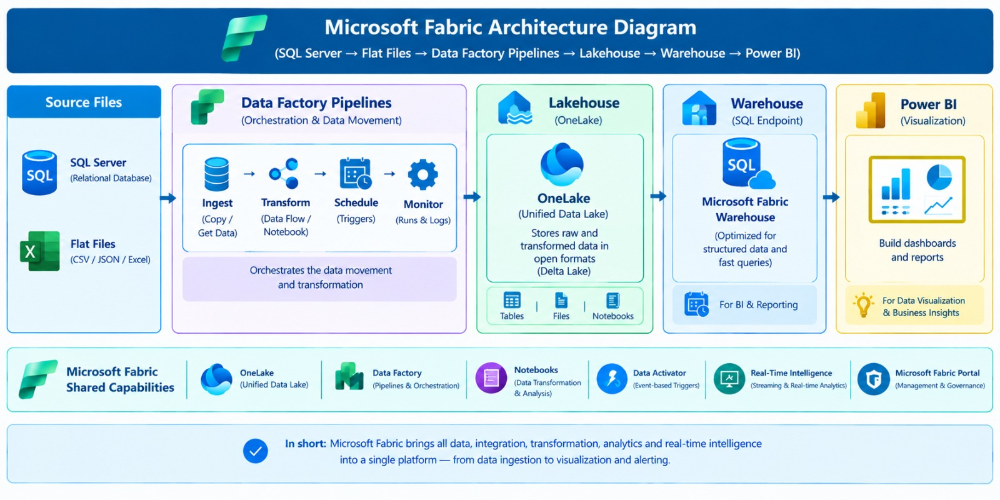 Microsoft Fabric Architecture Diagram
(SQL Server → Flat Files → Data Factory Pipelines → Lakehouse → Warehouse → Power BI)
Source Files
SQL
SQL Server
(Relational Database)
X
Flat Files
(CSV / JSON / Excel)
Data Factory Pipelines
(Orchestration & Data Movement)
Ingest
(Copy /
Get Data)
Transform
(Data Flow /
Notebook)
Schedule
(Triggers)
Monitor
(Runs & Logs)
Orchestrates the data movement
and transformation
Lakehouse
(OneLake)
OneLake
(Unified Data Lake)
Stores raw and
transformed data in
open formats
(Delta Lake)
Tables
Files
Notebooks
Warehouse
(SQL Endpoint)
SQL
Microsoft Fabric
Warehouse
(Optimized for
structured data and
fast queries)
For BI & Reporting
Power BI
(Visualization)
Build dashboards
and reports
For Data Visualization
& Business Insights
Microsoft Fabric
Shared Capabilities
OneLake
(Unified Data Lake)
Data Factory
(Pipelines & Orchestration)
Notebooks
(Data Transformation
& Analysis)
Data Activator
(Event-based Triggers)
Real-Time Intelligence
(Streaming & Real-time Analytics)
Microsoft Fabric Portal
(Management & Governance)
In short: Microsoft Fabric brings all data, integration, transformation, analytics and real-time intelligence
into a single platform — from data ingestion to visualization and alerting.